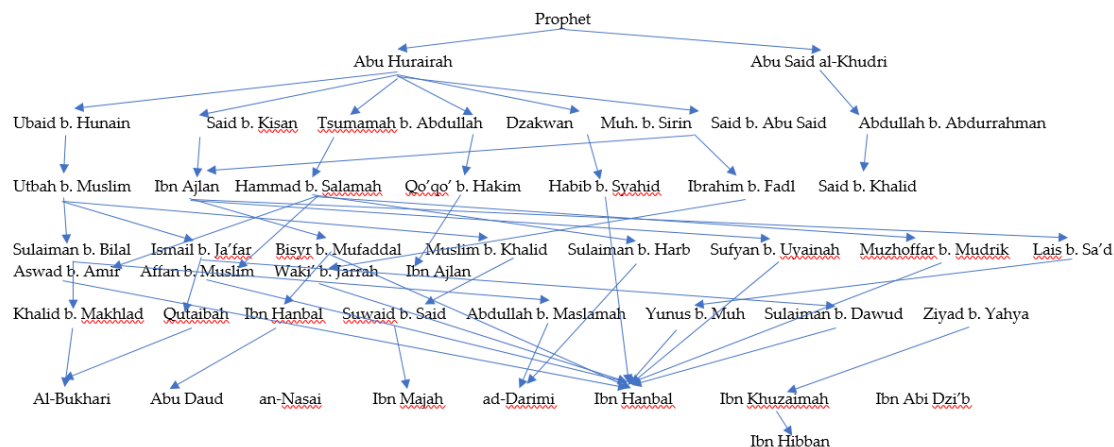 Prophet
Abu Hurairah Abu Said al-Khudri
Ubaid b. Hunain Said b. Kisan Tsumamah b. Abdullah Dzakwan Muh. b. Sirin Said b. Abu Said Abdullah b. Abdurrahman
Utbah b. Muslim Ibn Ajlan Hammad b. Salamah Qo'qo' b. Hakim Habib b. Syahid Ibrahim b. Fadl Said b. Khalid
Sulaiman b. Bilal Ismail b. Ja'far Bisyr b. Mufaddal Muslim b. Khalid Sulaiman b. Harb Sufyan b. Uyainah Muzhoffar b. Mudrik Lais b. Sa'd
Aswad b. Amir Affan b. Muslim Waki' b. Jarrah Ibn Ajlan
Khalid b. Makhlad Qutaibah Ibn Hanbal Suwaid b. Said Abdullah b. Maslamah Yunus b. Muh Sulaiman b. Dawud Ziyad b. Yahya
Al-Bukhari Abu Daud an-Nasai Ibn Majah ad-Darimi Ibn Hanbal Ibn Khuzaimah Ibn Abi Dzi'b
Ibn Hibban